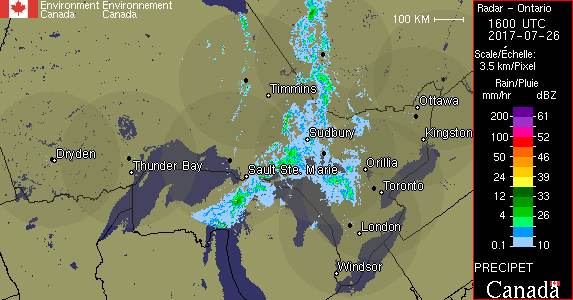 Environment Environnement
Canada Canada
100 KM
Timmins
Ottawa
Sudbury
Kingston
Dryden
Thunder Bay
Sault Ste. Marie
Orillia
Toronto
London
Windsor
Radar - Ontario
1600 UTC
2017-07-26
Scale/Échelle:
3.5 km/Pixel
Rain/Pluie
mm/hr dBZ
200 61
100 52
50 46
24 39
12 33
4 26
0.1 10
PRECIPET
Canada